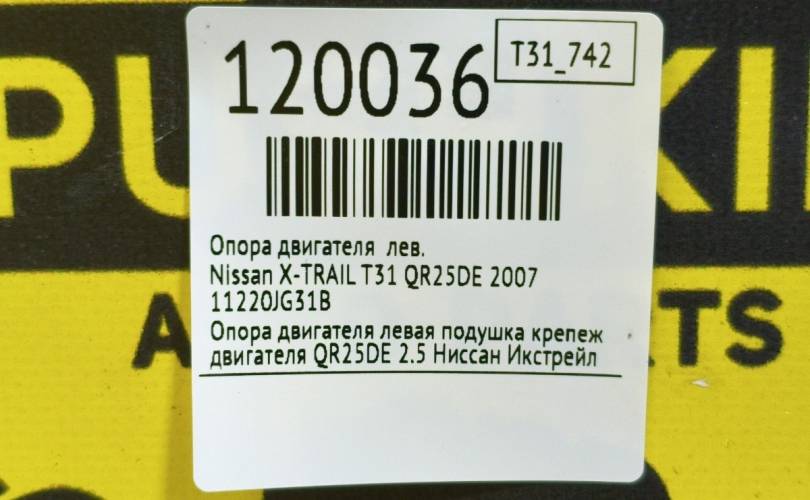 120036
T31_742
Опора двигателя лев.
Nissan X-TRAIL T31 QR25DE 2007
11220JG31B
Опора двигателя левая подушка крепеж
двигателя QR25DE 2.5 Ниссан Икстрейл